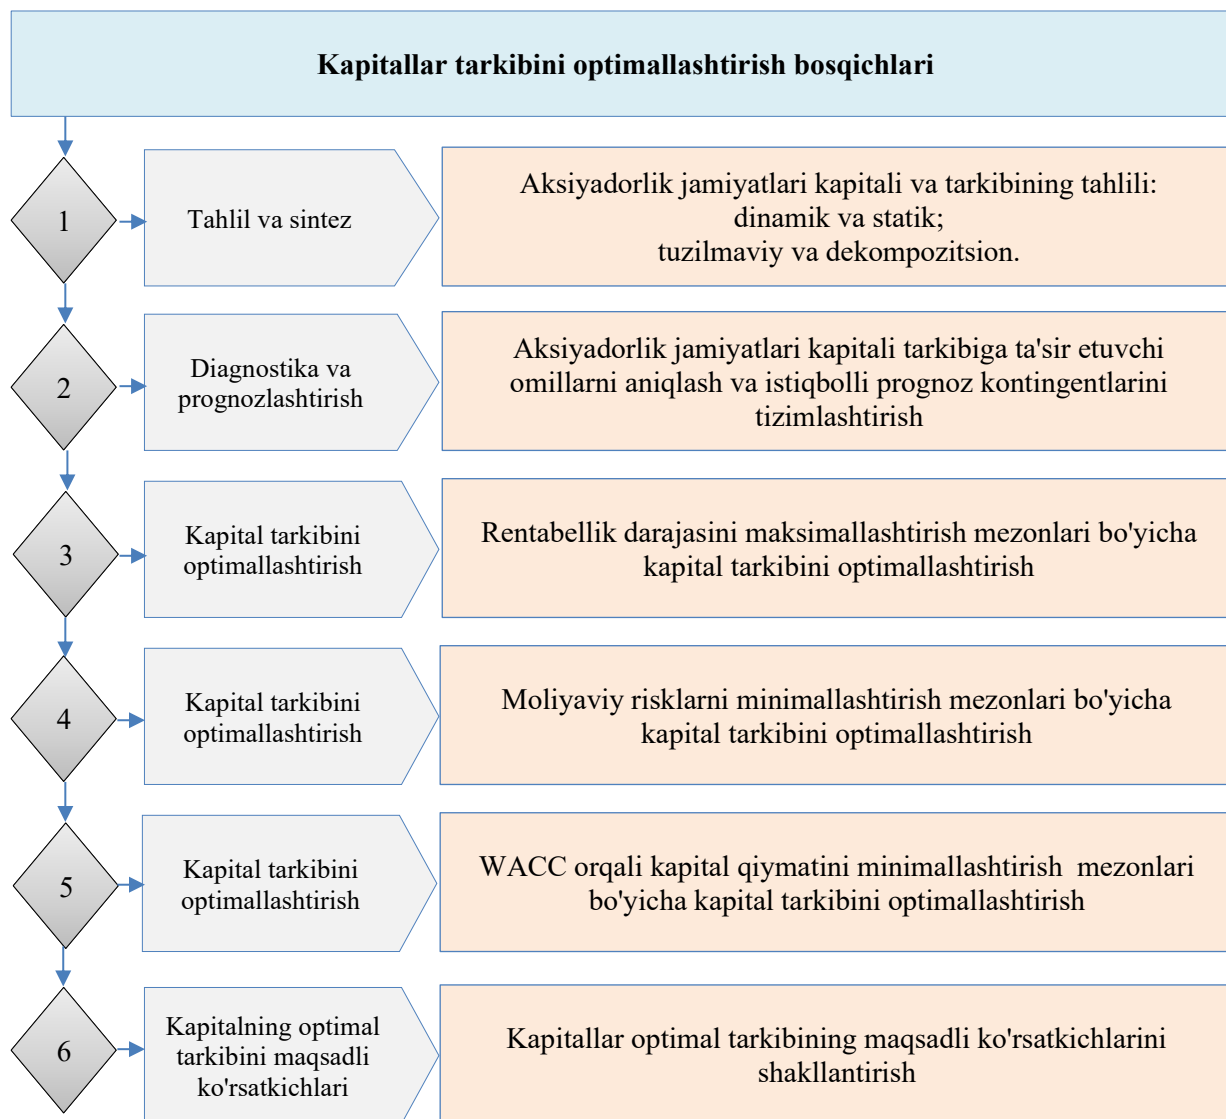 Kapitallar tarkibini optimallashtirish bosqichlari
1
Tahlil va sintez
Aksiyadorlik jamiyatlari kapitali va tarkibining tahlili:
dinamik va statik;
tuzilmaviy va dekompozitsion.
2
Diagnostika va
prognozlashtirish
Aksiyadorlik jamiyatlari kapitali tarkibiga ta'sir etuvchi
omillarni aniqlash va istiqbolli prognoz kontingentlarini
tizimlashtirish
3
Kapital tarkibini
optimallashtirish
Rentabellik darajasini maksimallashtirish mezonlari bo'yicha
kapital tarkibini optimallashtirish
4
Kapital tarkibini
optimallashtirish
Moliyaviy risklarni minimallashtirish mezonlari bo'yicha
kapital tarkibini optimallashtirish
5
Kapital tarkibini
optimallashtirish
WACC orqali kapital qiymatini minimallashtirish  mezonlari
bo'yicha kapital tarkibini optimallashtirish
6
Kapitalning optimal
tarkibini maqsadli
ko'rsatkichlari
Kapitallar optimal tarkibining maqsadli ko'rsatkichlarini
shakllantirish